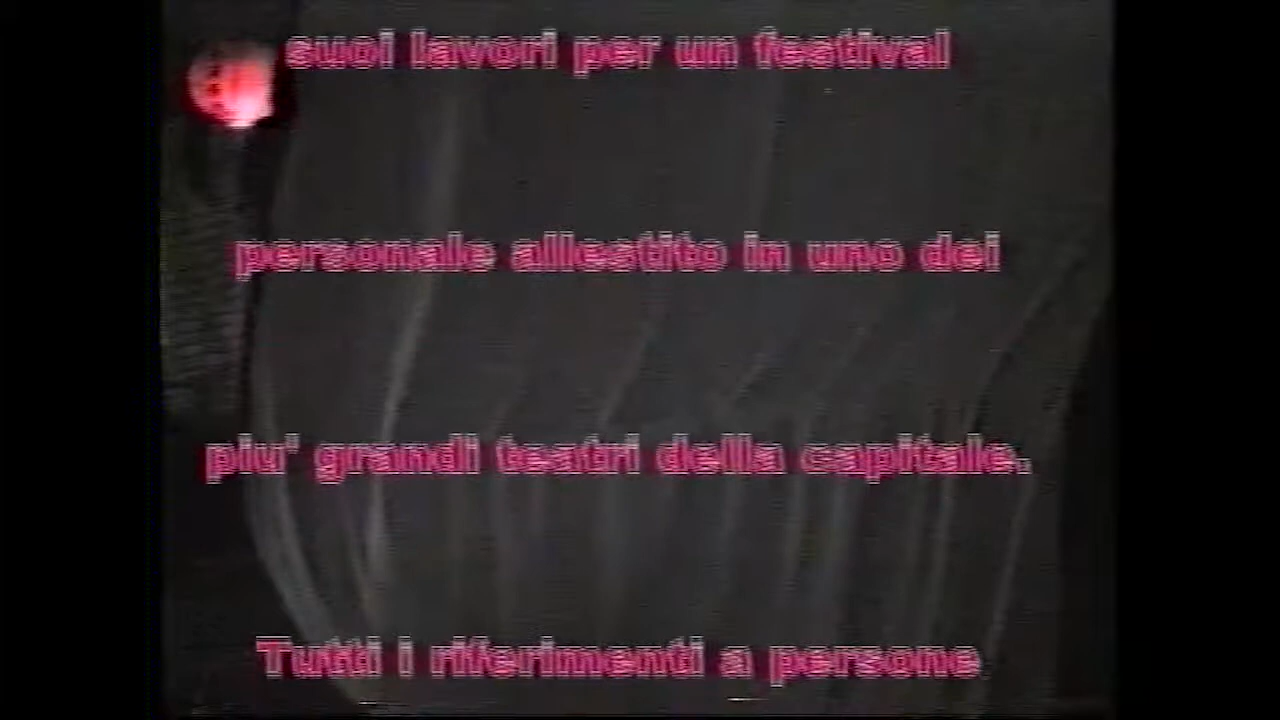 suoi lavori per un festival
personale allestito in uno dei
piu' grandi teatri della capitale.
Tutti i riferimenti a persone